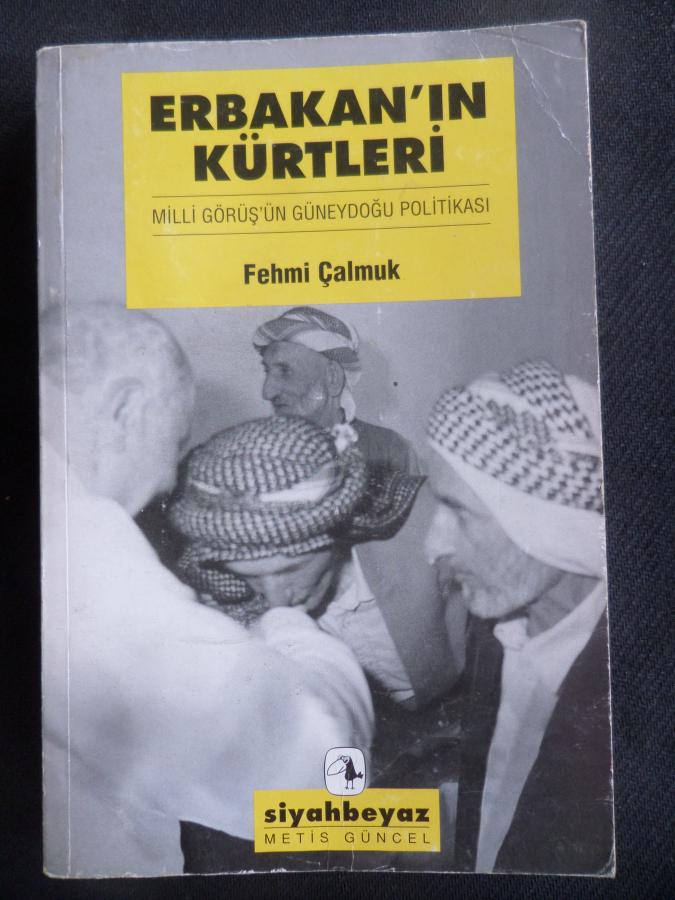 ERBAKAN'IN
KÜRTLERİ
MİLLİ GÖRÜŞ'ÜN GÜNEYDOĞU POLİTİKASI
Fehmi Çalmuk
siyahbeyaz
METİS GÜNCEL